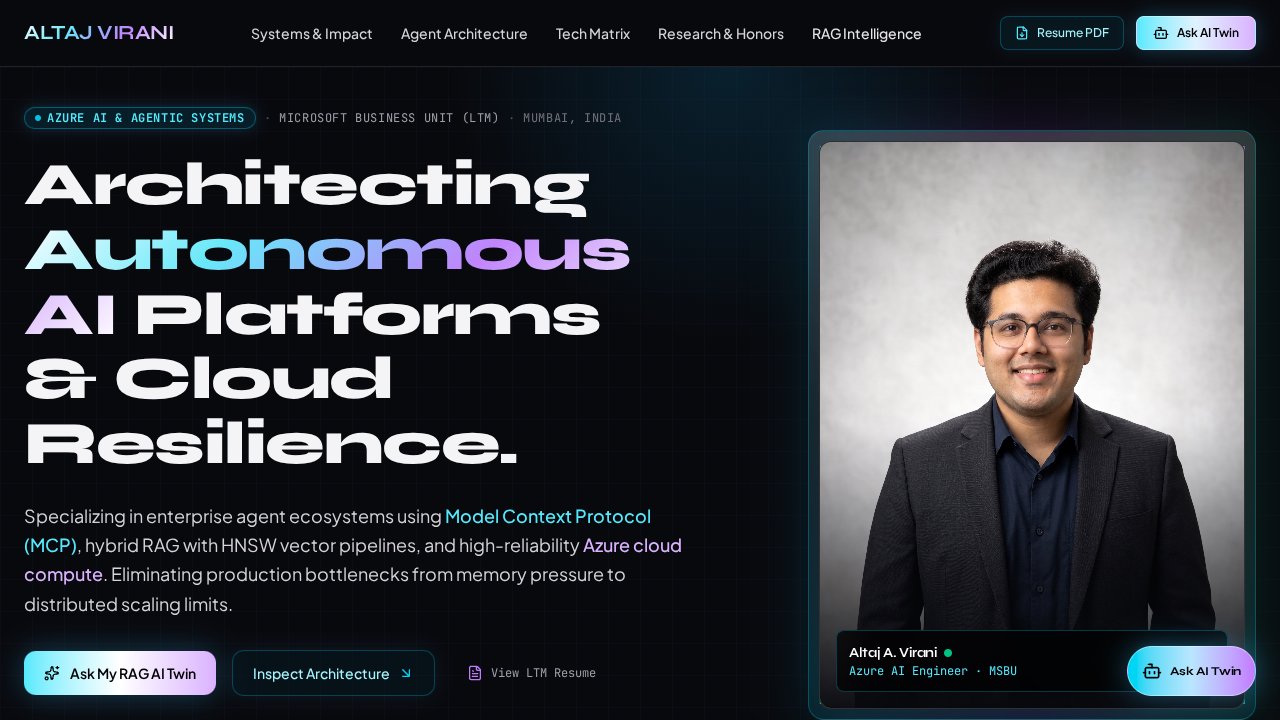 ALTAJ VIRANI
Systems & Impact
Agent Architecture
Tech Matrix
Research & Honors
RAG Intelligence
Resume PDF
Ask AI Twin
AZURE AI & AGENTIC SYSTEMS · MICROSOFT BUSINESS UNIT (LTM) · MUMBAI, INDIA
Architecting
Autonomous
AI Platforms
& Cloud
Resilience.
Specializing in enterprise agent ecosystems using Model Context Protocol
(MCP), hybrid RAG with HNSW vector pipelines, and high-reliability Azure cloud
compute. Eliminating production bottlenecks from memory pressure to
distributed scaling limits.
Ask My RAG AI Twin
Inspect Architecture
View LTM Resume
Altaj A. Virani
Azure AI Engineer · MSBU
Ask AI Twin